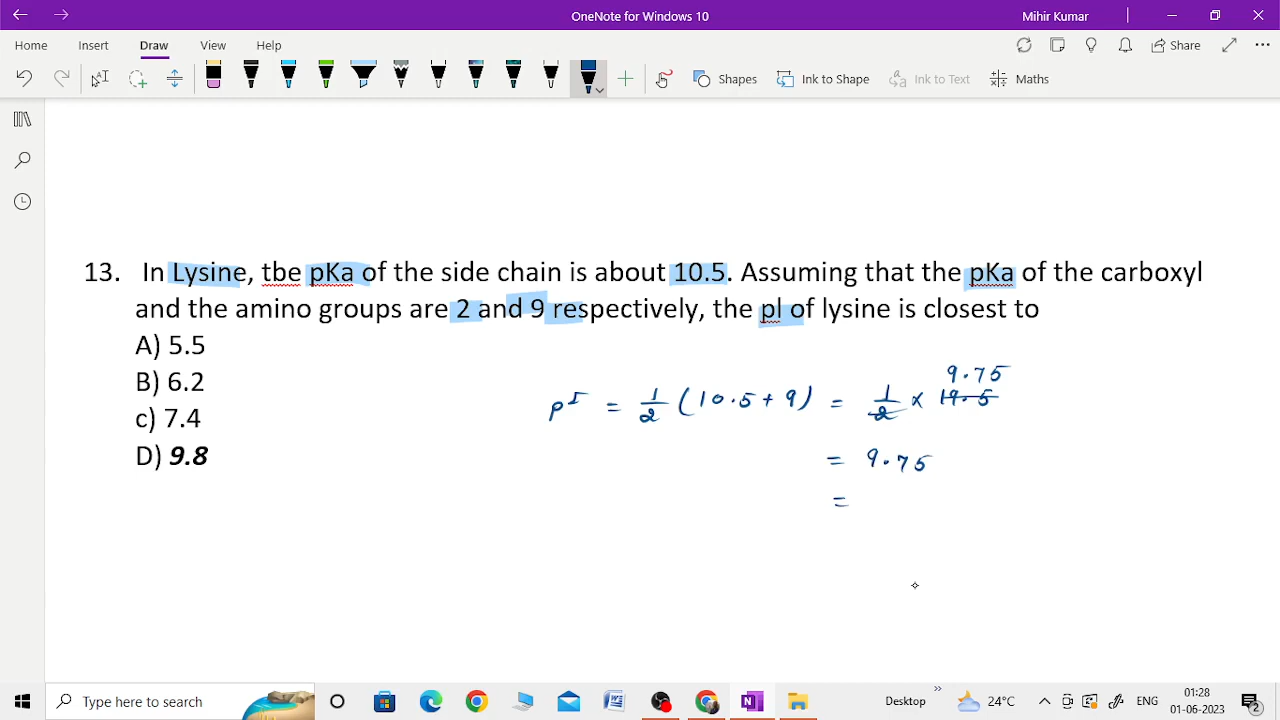 OneNote for Windows 10
Mihir Kumar
Home Insert Draw View Help
Share
Shapes
Ink to Shape
Ink to Text
Maths
13. In Lysine, tbe pKa of the side chain is about 10.5. Assuming that the pKa of the carboxyl
and the amino groups are 2 and 9 respectively, the pl of lysine is closest to
A) 5.5
B) 6.2
c) 7.4
D) 9.8
pI = 1/2 (10.5 + 9) = 1/2 × 19.5 9.75
= 9.75
=
Type here to search
Desktop
24°C
ENG
01:28
01-06-2023
2